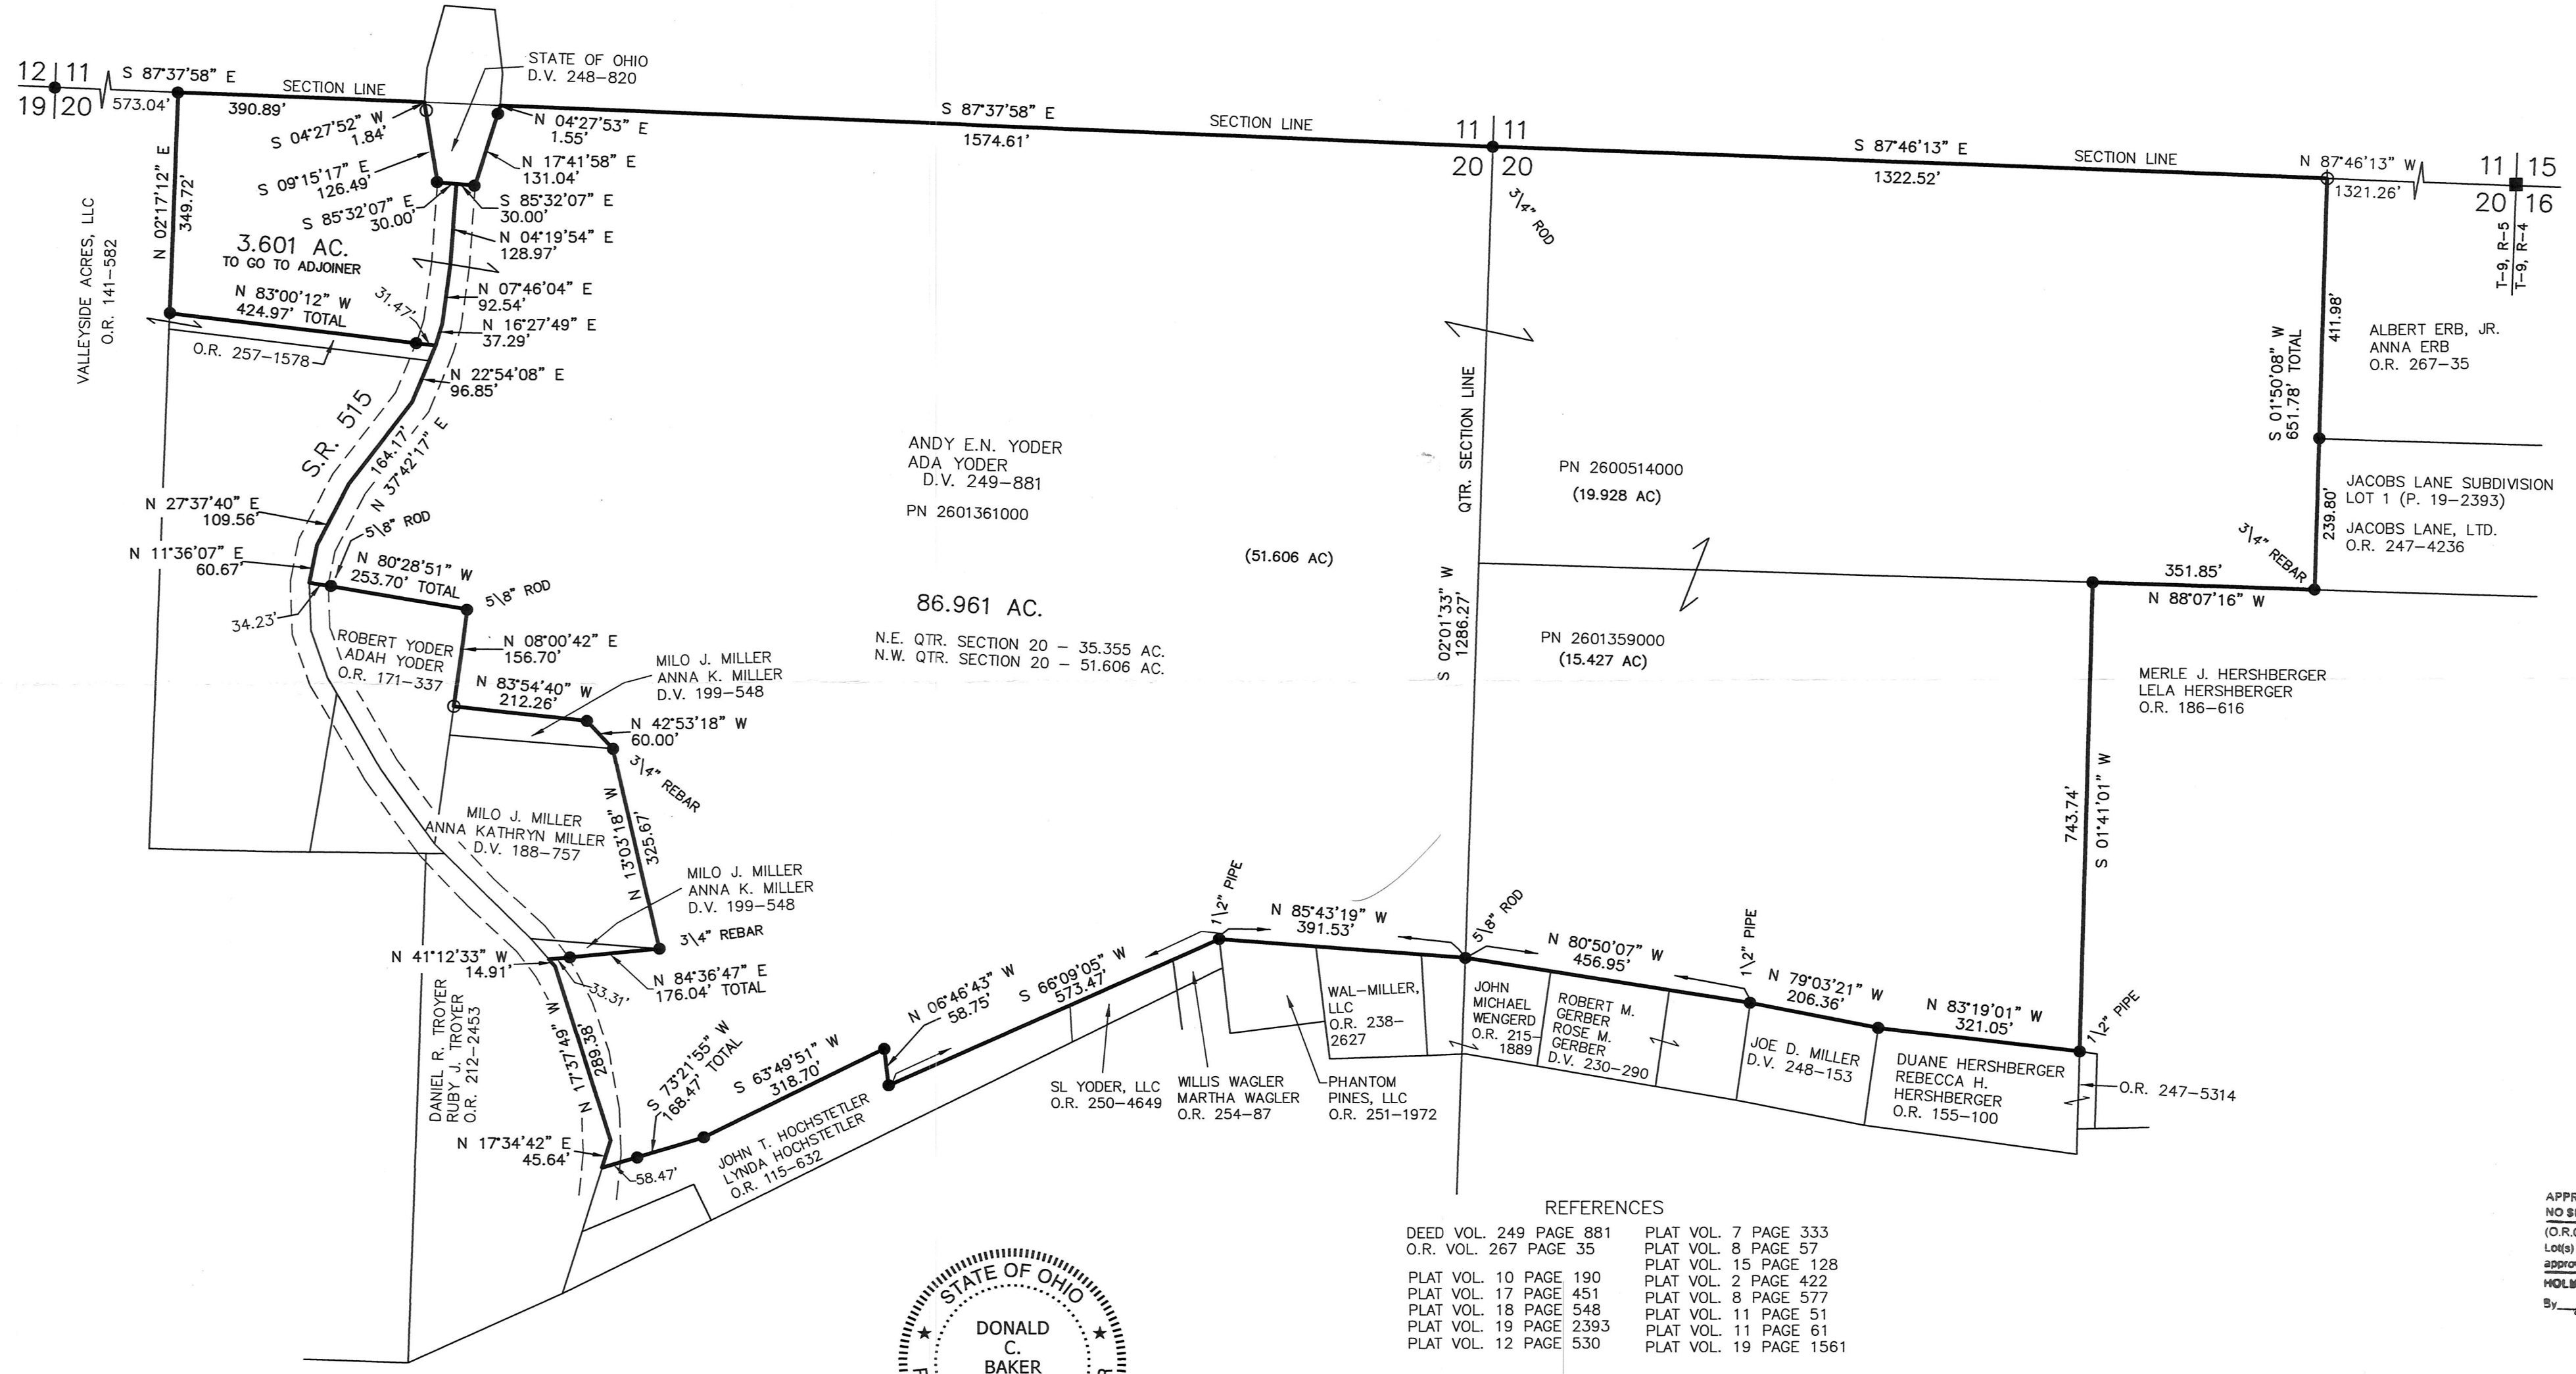 12 11
19 20
S 87°37'58" E
573.04'
390.89'
SECTION LINE
STATE OF OHIO
D.V. 248-820
S 04°27'52" W
1.84'
S 09°15'17" E
126.49'
S 85°32'07" E
30.00'
N 04°27'53" E
1.55'
N 17°41'58" E
131.04'
S 85°32'07" E
30.00'
N 04°19'54" E
128.97'
N 07°46'04" E
92.54'
N 16°27'49" E
37.29'
N 22°54'08" E
96.85'
S 87°37'58" E
1574.61'
SECTION LINE
11 11
20 20
3/4" ROD
S 87°46'13" E
1322.52'
SECTION LINE
N 87°46'13" W
1321.26'
11 15
20 16
T-9, R-5
T-9, R-4
VALLEYSIDE ACRES, LLC
O.R. 141-582
N 02°17'12" E
349.72'
3.601 AC.
TO GO TO ADJOINER
N 83°00'12" W
424.97' TOTAL
31.47'
O.R. 257-1578
S.R. 515
164.17'
N 37°42'17" E
N 27°37'40" E
109.56'
N 11°36'07" E
60.67'
5\8" ROD
N 80°28'51" W
253.70' TOTAL
5\8" ROD
34.23'
ROBERT YODER
ADAH YODER
O.R. 171-337
N 08°00'42" E
156.70'
N 83°54'40" W
212.26'
MILO J. MILLER
ANNA K. MILLER
D.V. 199-548
N 42°53'18" W
60.00'
3\4" REBAR
N 13°03'18" W
325.67'
MILO J. MILLER
ANNA KATHRYN MILLER
D.V. 188-757
MILO J. MILLER
ANNA K. MILLER
D.V. 199-548
3\4" REBAR
N 41°12'33" W
14.91'
33.31'
N 84°36'47" E
176.04' TOTAL
DANIEL R. TROYER
RUBY J. TROYER
O.R. 212-2453
N 17°37'49" W
289.38'
N 17°34'42" E
45.64'
58.47'
S 73°21'55" W
168.47' TOTAL
S 63°49'51" W
318.70'
N 06°46'43" W
58.75'
S 66°09'05" W
573.47'
JOHN T. HOCHSTETLER
LYNDA HOCHSTETLER
O.R. 115-632
ANDY E.N. YODER
ADA YODER
D.V. 249-881
PN 2601361000
(51.606 AC)
86.961 AC.
N.E. QTR. SECTION 20 - 35.355 AC.
N.W. QTR. SECTION 20 - 51.606 AC.
QTR. SECTION LINE
S 02°01'33" W
1286.27'
PN 2600514000
(19.928 AC)
PN 2601359000
(15.427 AC)
S 01°50'08" W
651.78' TOTAL
411.98'
239.80'
ALBERT ERB, JR.
ANNA ERB
O.R. 267-35
JACOBS LANE SUBDIVISION
LOT 1 (P. 19-2393)
JACOBS LANE, LTD.
O.R. 247-4236
3/4" REBAR
351.85'
N 88°07'16" W
MERLE J. HERSHBERGER
LELA HERSHBERGER
O.R. 186-616
743.74'
S 01°41'01" W
1\2" PIPE
N 85°43'19" W
391.53'
5\8" ROD
N 80°50'07" W
456.95'
1\2" PIPE
N 79°03'21" W
206.36'
N 83°19'01" W
321.05'
1\2" PIPE
SL YODER, LLC
O.R. 250-4649
WILLIS WAGLER
MARTHA WAGLER
O.R. 254-87
PHANTOM
PINES, LLC
O.R. 251-1972
WAL-MILLER,
LLC
O.R. 238-
2627
JOHN
MICHAEL
WENGERD
O.R. 215-
1889
ROBERT M.
GERBER
ROSE M.
GERBER
D.V. 230-290
JOE D. MILLER
D.V. 248-153
DUANE HERSHBERGER
REBECCA H.
HERSHBERGER
O.R. 155-100
O.R. 247-5314
REFERENCES
DEED VOL. 249 PAGE 881
O.R. VOL. 267 PAGE 35
PLAT VOL. 10 PAGE 190
PLAT VOL. 17 PAGE 451
PLAT VOL. 18 PAGE 548
PLAT VOL. 19 PAGE 2393
PLAT VOL. 12 PAGE 530
PLAT VOL. 7 PAGE 333
PLAT VOL. 8 PAGE 57
PLAT VOL. 15 PAGE 128
PLAT VOL. 2 PAGE 422
PLAT VOL. 8 PAGE 577
PLAT VOL. 11 PAGE 51
PLAT VOL. 11 PAGE 61
PLAT VOL. 19 PAGE 1561
STATE OF OHIO
DONALD
C.
BAKER
Lot(s)
By